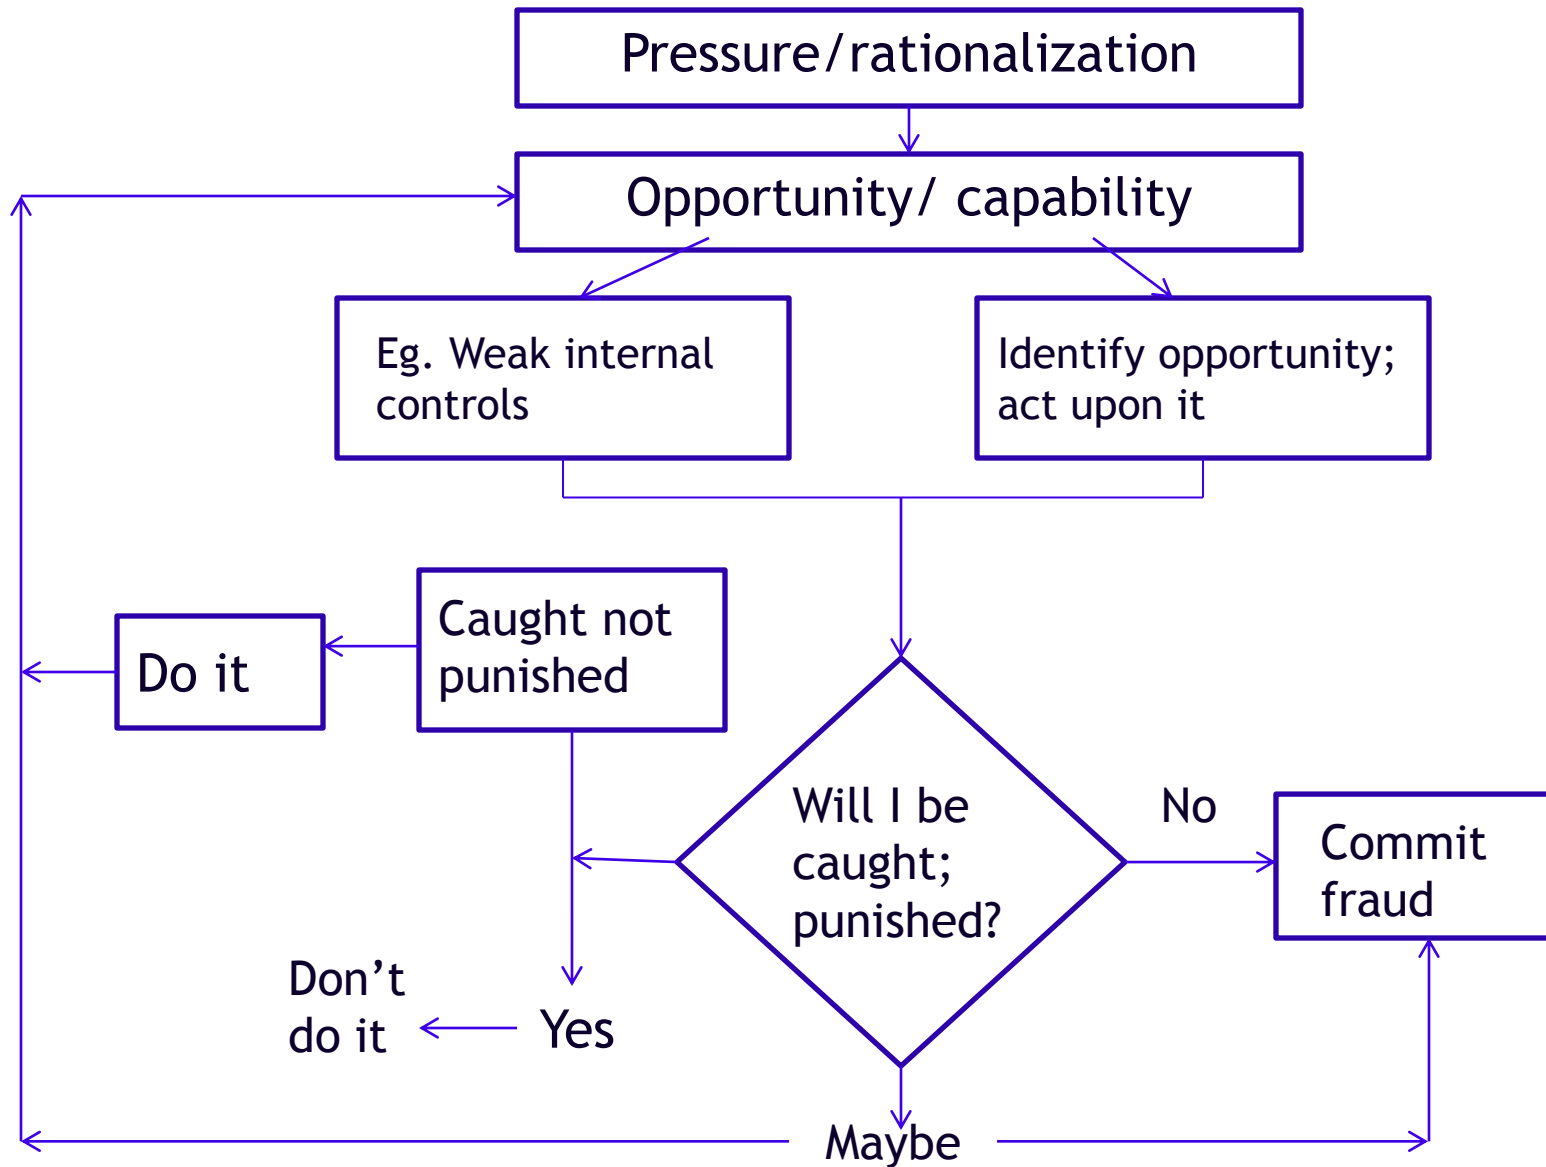 Pressure/rationalization
Opportunity/ capability
Eg. Weak internal
controls
Identify opportunity;
act upon it
Caught not
punished
Do it
Will I be
caught;
punished?
No
Commit
fraud
Don’t
do it
Yes
Maybe